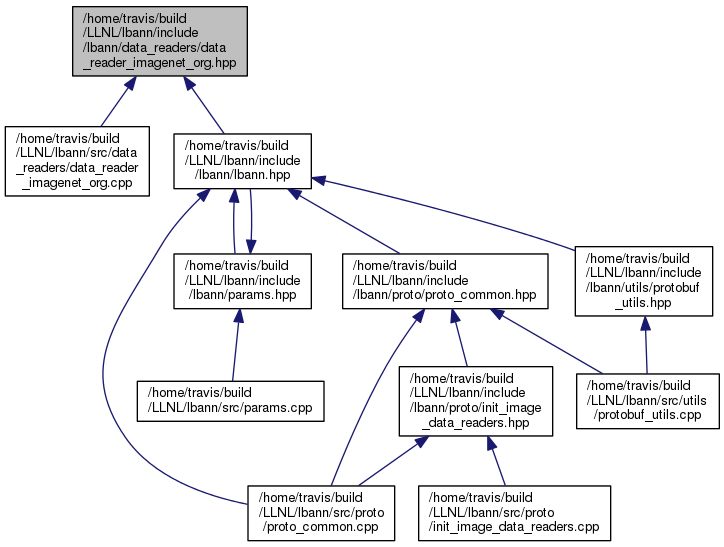 /home/travis/build
/LLNL/lbann/include
/lbann/data_readers/data
_reader_imagenet_org.hpp
/home/travis/build
/LLNL/lbann/src/data
_readers/data_reader
_imagenet_org.cpp
/home/travis/build
/LLNL/lbann/include
/lbann/lbann.hpp
/home/travis/build
/LLNL/lbann/include
/lbann/params.hpp
/home/travis/build
/LLNL/lbann/include
/lbann/proto/proto_common.hpp
/home/travis/build
/LLNL/lbann/include
/lbann/utils/protobuf
_utils.hpp
/home/travis/build
/LLNL/lbann/src/params.cpp
/home/travis/build
/LLNL/lbann/include
/lbann/proto/init_image
_data_readers.hpp
/home/travis/build
/LLNL/lbann/src/utils
/protobuf_utils.cpp
/home/travis/build
/LLNL/lbann/src/proto
/proto_common.cpp
/home/travis/build
/LLNL/lbann/src/proto
/init_image_data_readers.cpp